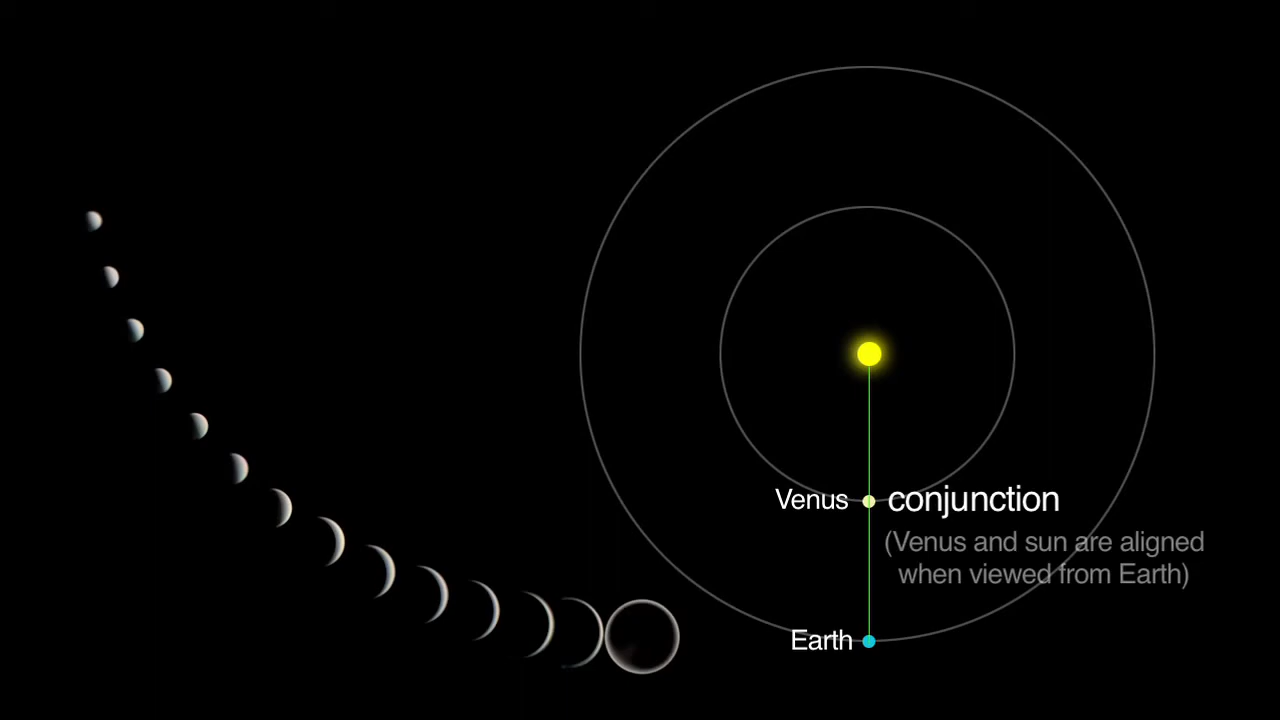 Venus
conjunction
(Venus and sun are aligned
when viewed from Earth)
Earth